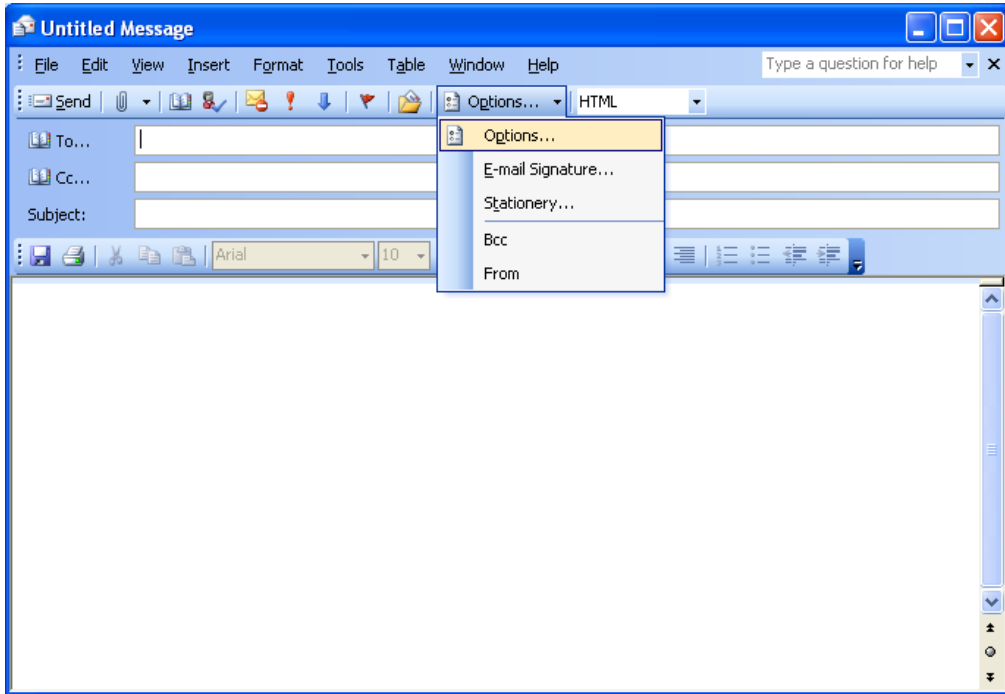 Untitled Message
File Edit View Insert Format Tools Table Window Help Type a question for help
Send Options... HTML
To...
Options...
Cc...
E-mail Signature...
Stationery...
Subject:
Bcc
Arial 10
From